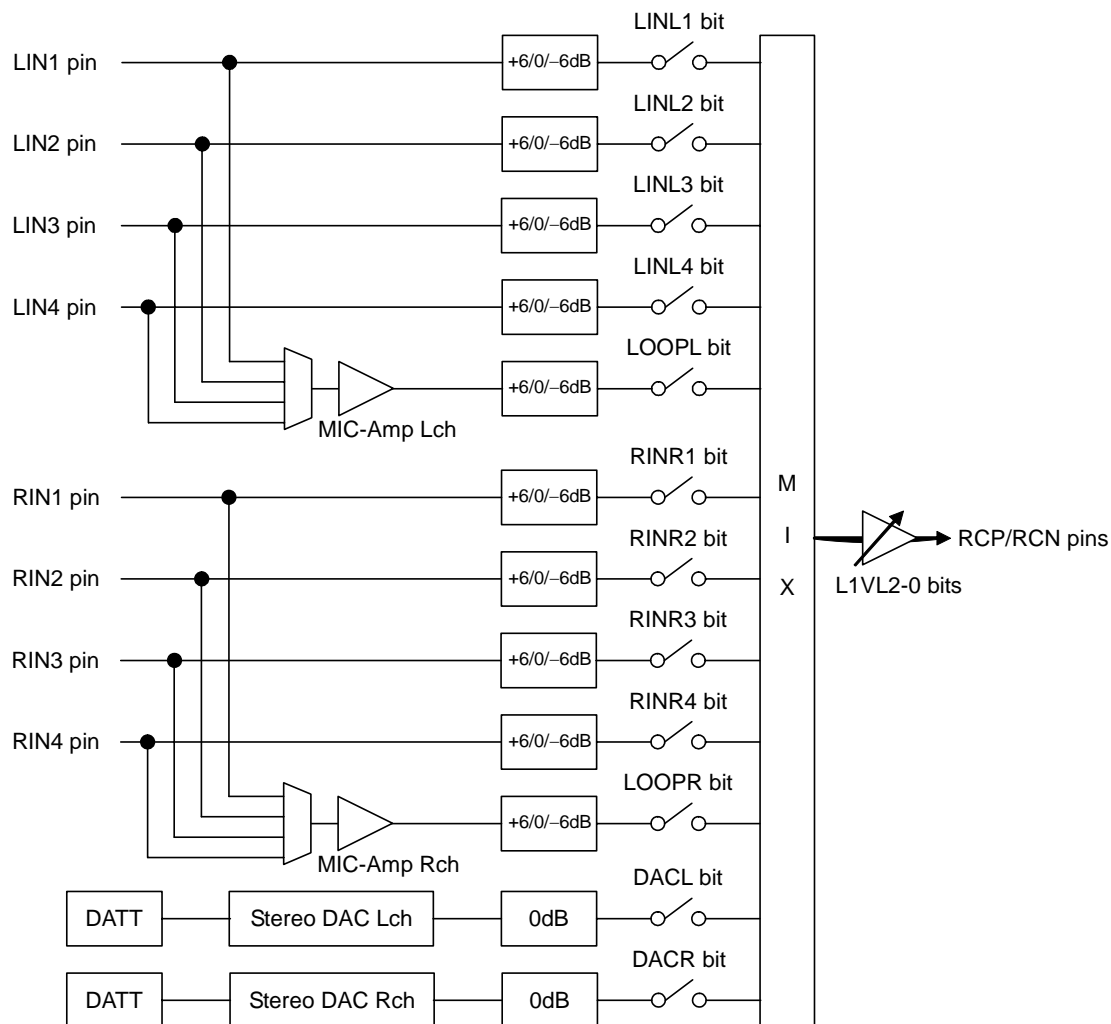 LINL1 bit
LIN1 pin
+6/0/−6dB
LINL2 bit
LIN2 pin
+6/0/−6dB
LINL3 bit
LIN3 pin
+6/0/−6dB
LINL4 bit
LIN4 pin
+6/0/−6dB
LOOPL bit
+6/0/−6dB
MIC-Amp Lch
RINR1 bit
RIN1 pin
+6/0/−6dB
RINR2 bit
RIN2 pin
+6/0/−6dB
RINR3 bit
RIN3 pin
+6/0/−6dB
RINR4 bit
RIN4 pin
+6/0/−6dB
LOOPR bit
+6/0/−6dB
MIC-Amp Rch
DACL bit
DATT
Stereo DAC Lch
0dB
DACR bit
DATT
Stereo DAC Rch
0dB
M
I
X
RCP/RCN pins
L1VL2-0 bits